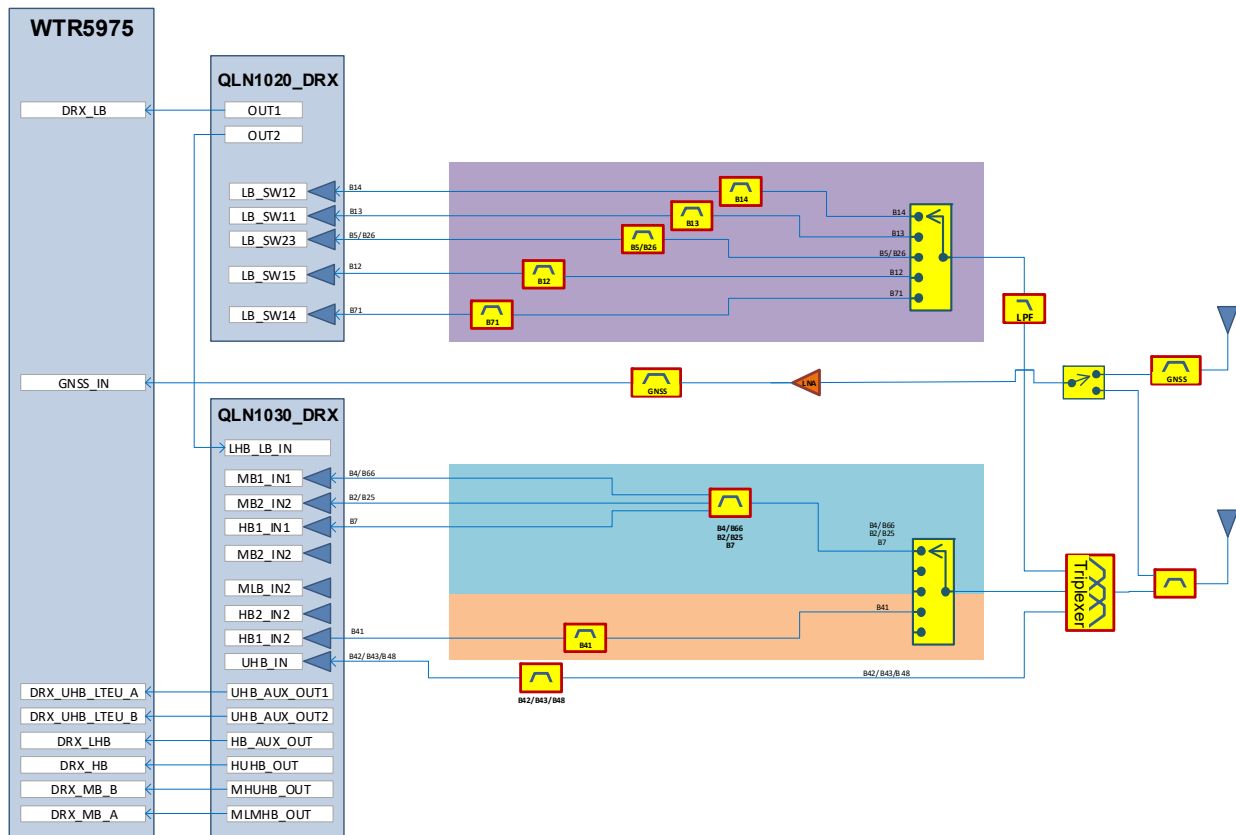 WTR5975
QLN1020_DRX
DRX_LB
OUT1
OUT2
LB_SW12
B14
B14
B14
LB_SW11
B13
B13
B13
LB_SW23
B5/B26
B5/B26
B5/B26
LB_SW15
B12
B12
B12
LB_SW14
B71
B71
B71
LPF
GNSS_IN
GNSS
LNA
GNSS
QLN1030_DRX
LHB_LB_IN
MB1_IN1
B4/B66
MB2_IN2
B2/B25
HB1_IN1
B7
B4/B66
B2/B25
B7
B4/B66
B2/B25
B7
MB2_IN2
MLB_IN2
HB2_IN2
HB1_IN2
B41
B41
B41
UHB_IN
B42/B43/B48
B42/B43/B48
B42/B43/B48
Triplexer
DRX_UHB_LTEU_A
UHB_AUX_OUT1
DRX_UHB_LTEU_B
UHB_AUX_OUT2
DRX_LHB
HB_AUX_OUT
DRX_HB
HUHB_OUT
DRX_MB_B
MHUHB_OUT
DRX_MB_A
MLMHB_OUT